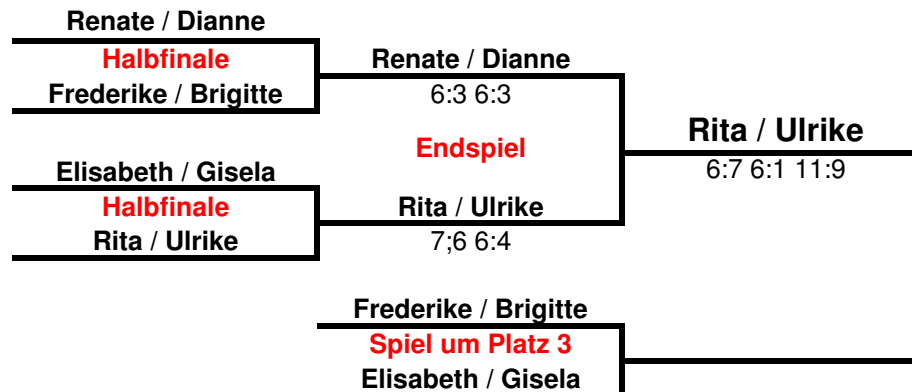 Renate / Dianne
Halbfinale
Frederike / Brigitte
Renate / Dianne
6:3 6:3
Elisabeth / Gisela
Halbfinale
Rita / Ulrike
Rita / Ulrike
7;6 6:4
Endspiel
Rita / Ulrike
6:7 6:1 11:9
Frederike / Brigitte
Spiel um Platz 3
Elisabeth / Gisela